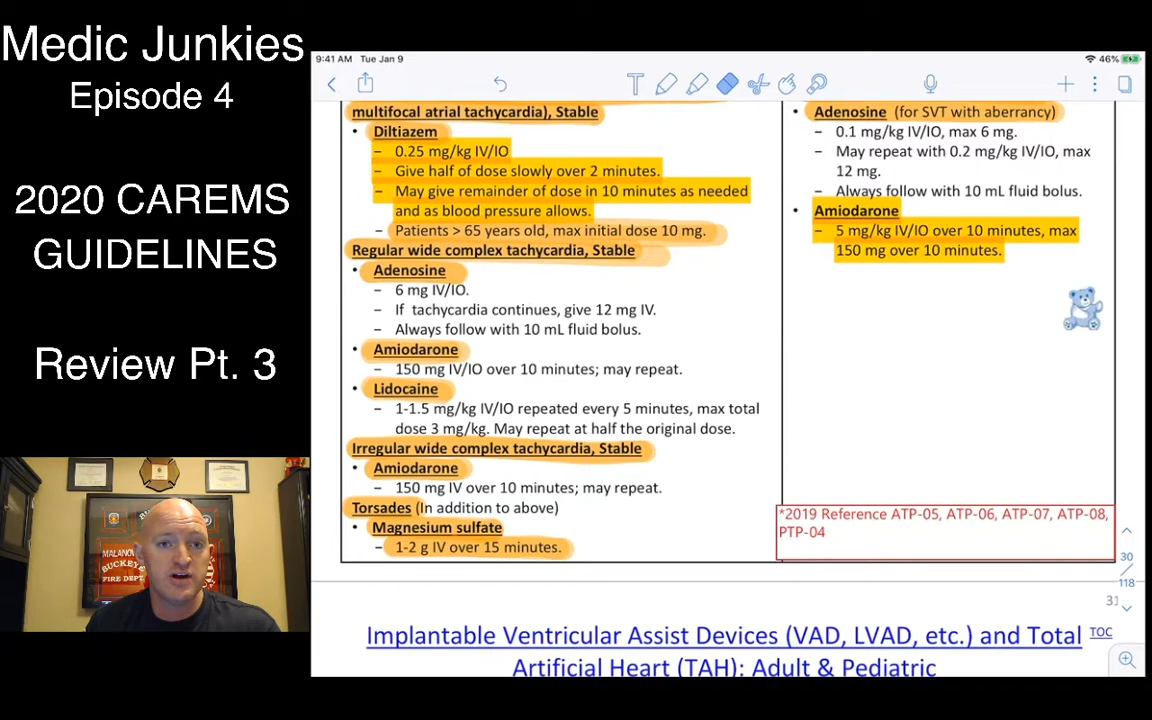 Medic Junkies
Episode 4
2020 CAREMS
GUIDELINES
Review Pt. 3
9:41 AM Tue Jan 9
46%
multifocal atrial tachycardia), Stable
• Diltiazem
– 0.25 mg/kg IV/IO
– Give half of dose slowly over 2 minutes.
– May give remainder of dose in 10 minutes as needed
and as blood pressure allows.
– Patients > 65 years old, max initial dose 10 mg.
Regular wide complex tachycardia, Stable
• Adenosine
– 6 mg IV/IO.
– If tachycardia continues, give 12 mg IV.
– Always follow with 10 mL fluid bolus.
• Amiodarone
– 150 mg IV/IO over 10 minutes; may repeat.
• Lidocaine
– 1-1.5 mg/kg IV/IO repeated every 5 minutes, max total
dose 3 mg/kg. May repeat at half the original dose.
Irregular wide complex tachycardia, Stable
• Amiodarone
– 150 mg IV over 10 minutes; may repeat.
Torsades (In addition to above)
• Magnesium sulfate
– 1-2 g IV over 15 minutes.
• Adenosine (for SVT with aberrancy)
– 0.1 mg/kg IV/IO, max 6 mg.
– May repeat with 0.2 mg/kg IV/IO, max
12 mg.
– Always follow with 10 mL fluid bolus.
• Amiodarone
– 5 mg/kg IV/IO over 10 minutes, max
150 mg over 10 minutes.
*2019 Reference ATP-05, ATP-06, ATP-07, ATP-08,
PTP-04
30
118
31
Implantable Ventricular Assist Devices (VAD, LVAD, etc.) and Total
Artificial Heart (TAH): Adult & Pediatric
TOC
MALANO
BUCKEYE
FIRE DEPT.